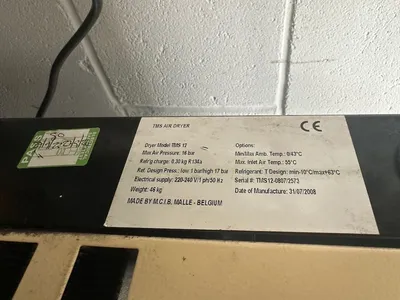 TMS AIR DRYER
CE
Dryer Model: TMS 12
Max Air Pressure: 16 bar
Refrig charge: 0.30 kg R134a
Ref. Design Press.: low 1 bar/high 17 bar
Electrical supply: 220-240 V/1 ph/50 Hz
Weight: 46 kg
MADE BY M.C.I.B. MALLE - BELGIUM
Options:
Min/Max Amb. Temp.: 0/43°C
Max. Inlet Air Temp.: 55°C
Refrigerant: T Design: min-10°C/max+63°C
Serial #: TMS12-0807/2573
Date of Manufacture: 31/07/2008